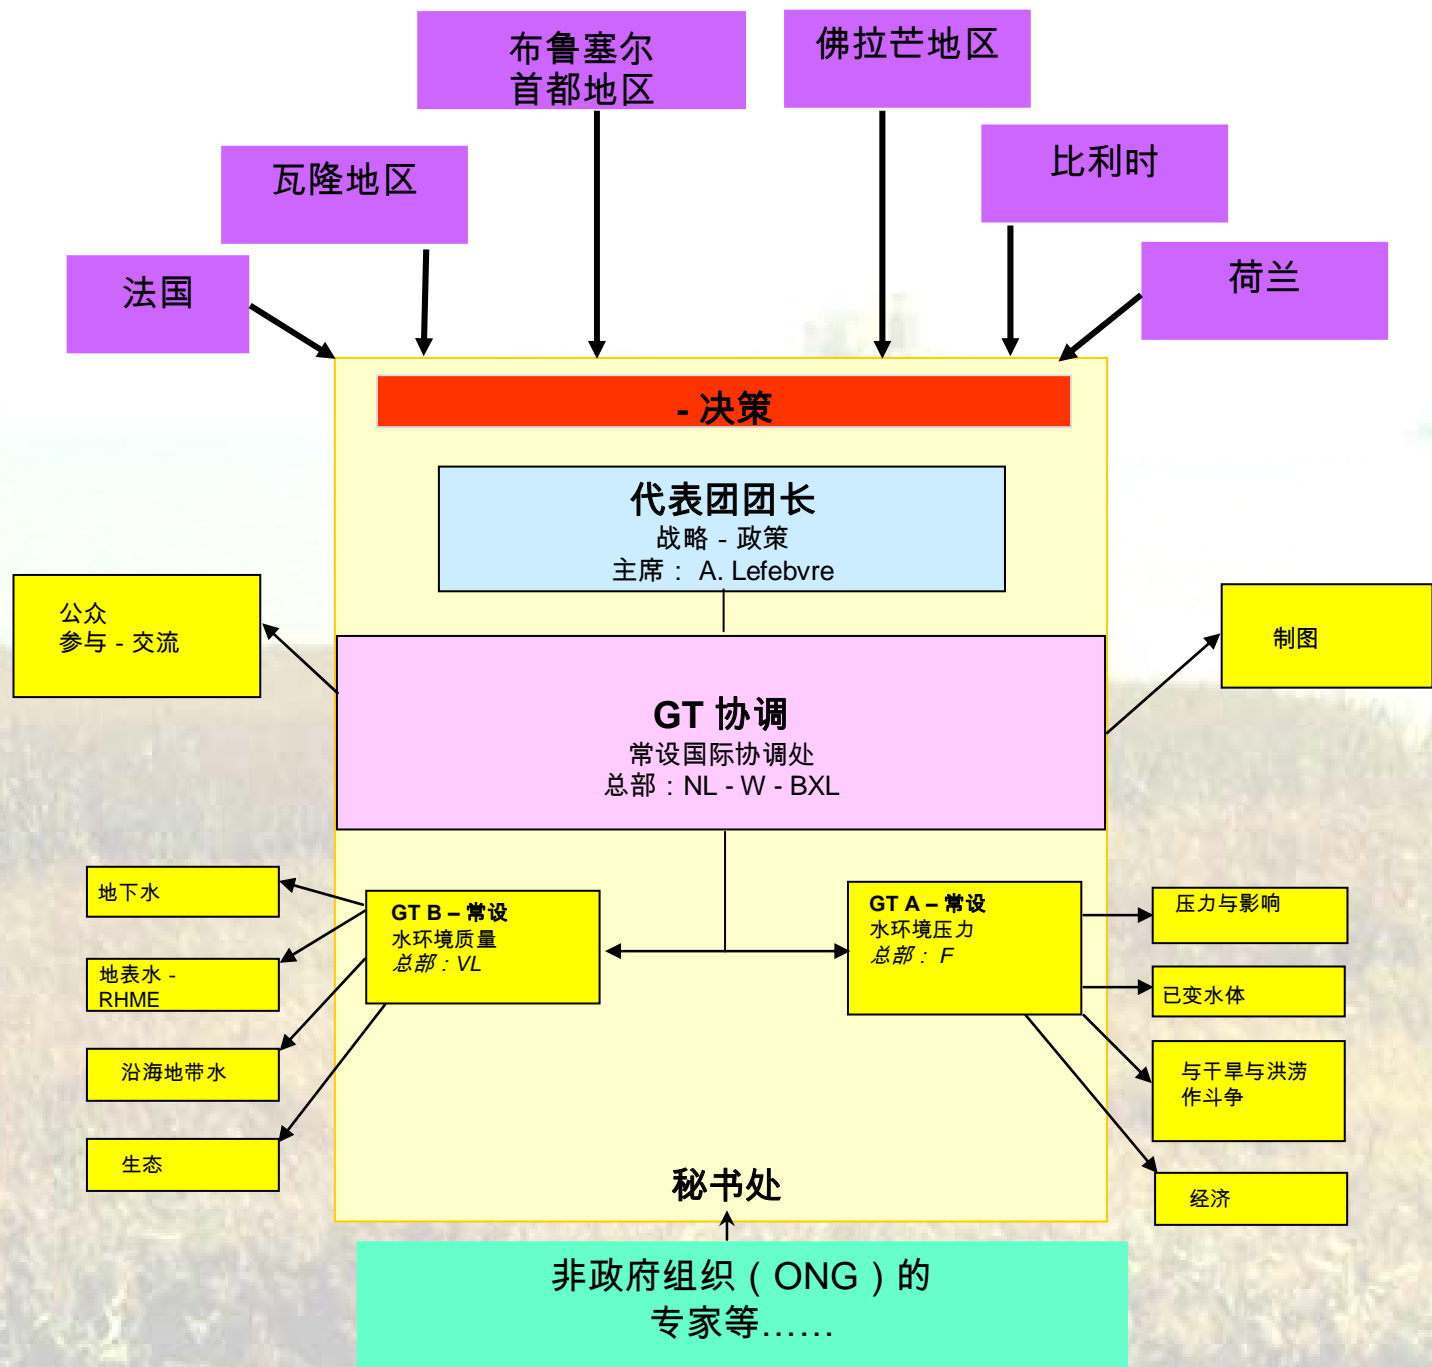 布鲁塞尔
首都地区
佛拉芒地区
瓦隆地区
比利时
法国
荷兰
- 决策
代表团团长
战略 - 政策
主席： A. Lefebvre
公众
参与 - 交流
制图
GT 协调
常设国际协调处
总部：NL - W - BXL
地下水
地表水 -
RHME
沿海地带水
生态
GT B – 常设
水环境质量
总部：VL
GT A – 常设
水环境压力
总部： F
压力与影响
已变水体
与干旱与洪涝
作斗争
经济
秘书处
非政府组织（ONG）的
专家等……